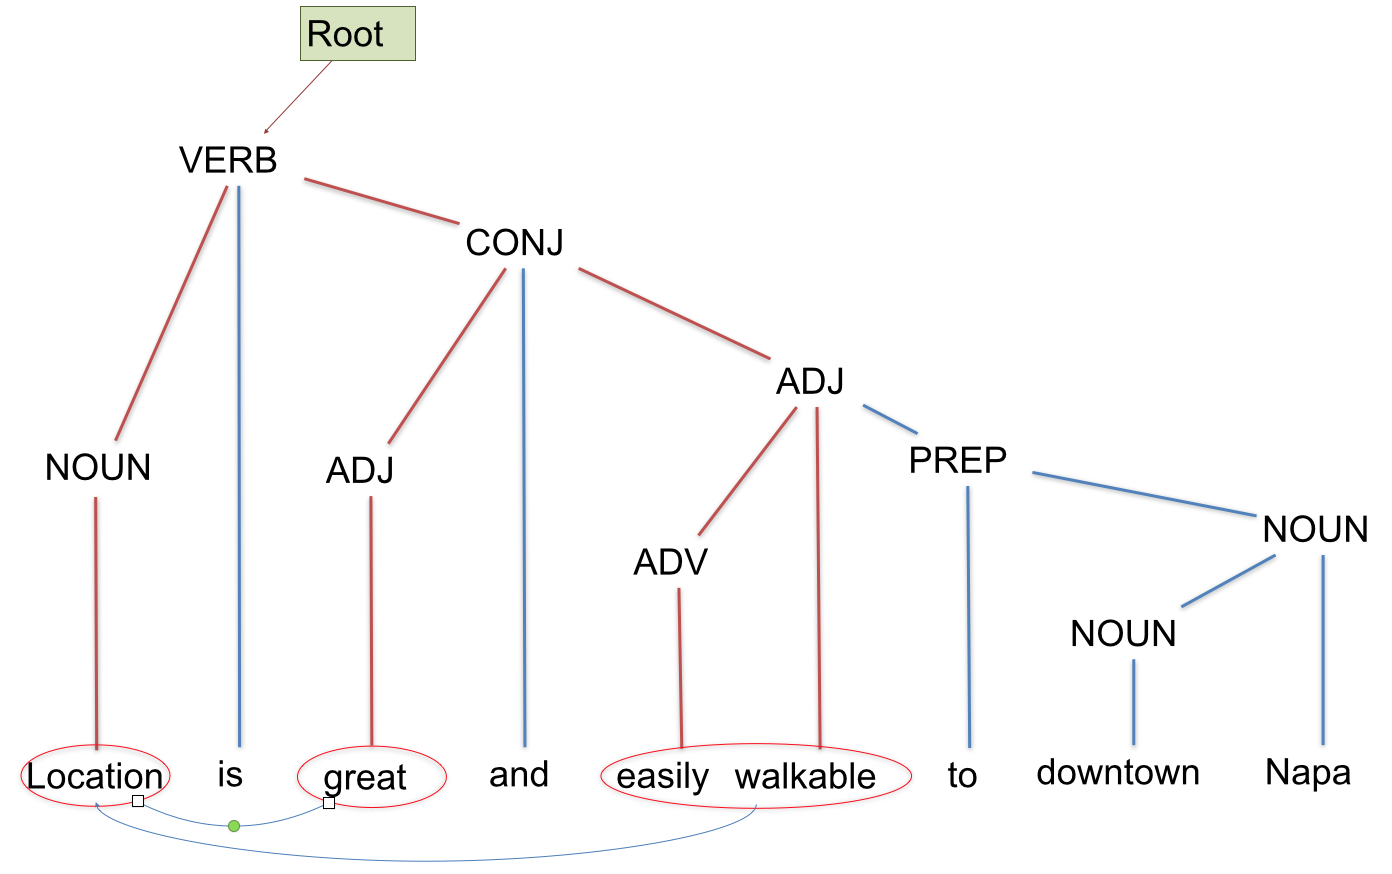 Root
VERB
CONJ
ADJ
PREP
NOUN ADJ
NOUN
ADV
NOUN
Location is great and easily walkable to downtown Napa